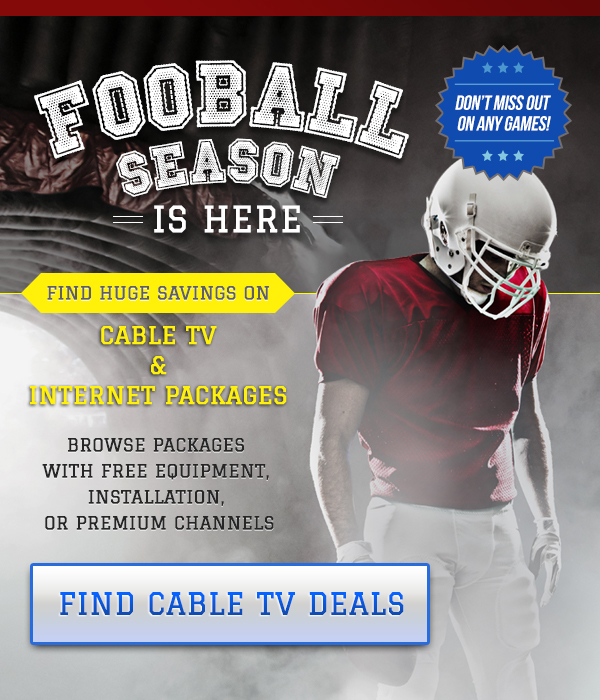 FOOBALL
SEASON
IS HERE
DON'T MISS OUT
ON ANY GAMES!
FIND HUGE SAVINGS ON
CABLE TV
&
INTERNET PACKAGES
BROWSE PACKAGES
WITH FREE EQUIPMENT,
INSTALLATION,
OR PREMIUM CHANNELS
FIND CABLE TV DEALS